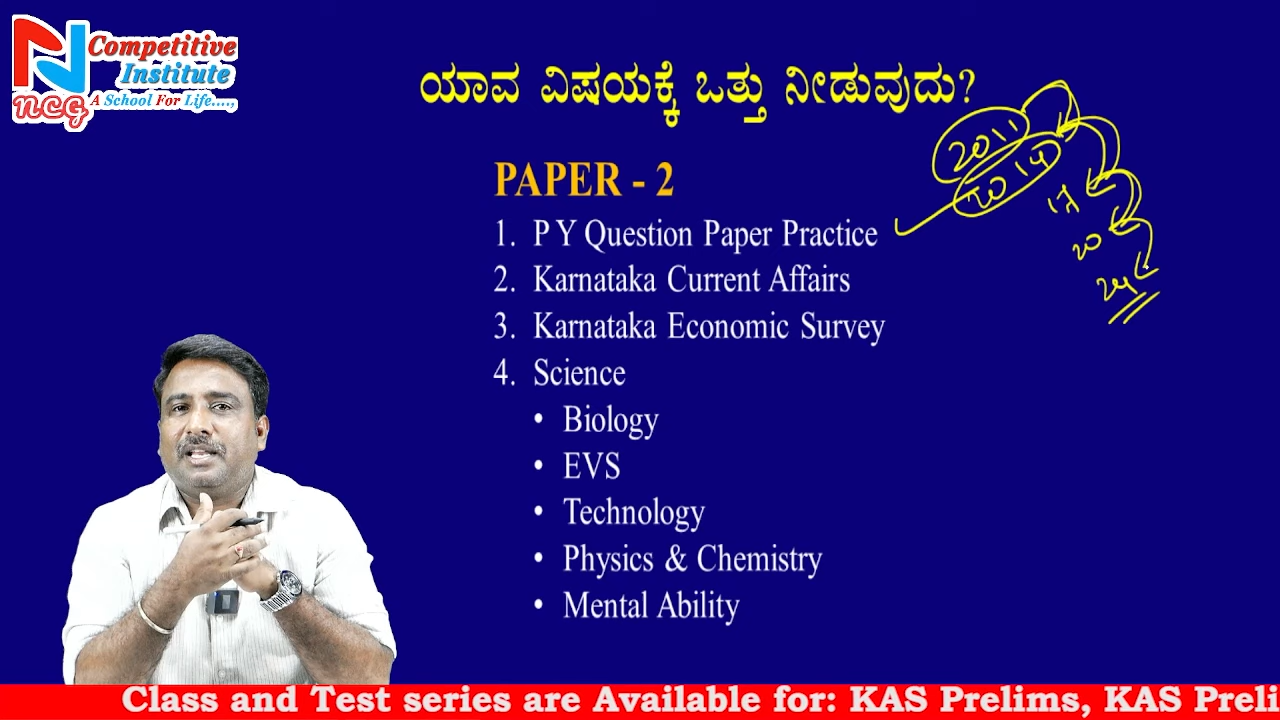 N
Competitive
Institute
NCG A School For Life....,
ಯಾವ ವಿಷಯಕ್ಕೆ ಒತ್ತು ನೀಡುವುದು?
2011
2014
17
20
24
PAPER - 2
1. P Y Question Paper Practice
2. Karnataka Current Affairs
3. Karnataka Economic Survey
4. Science
• Biology
• EVS
• Technology
• Physics & Chemistry
• Mental Ability
Class and Test series are Available for: KAS Prelims, KAS Preli